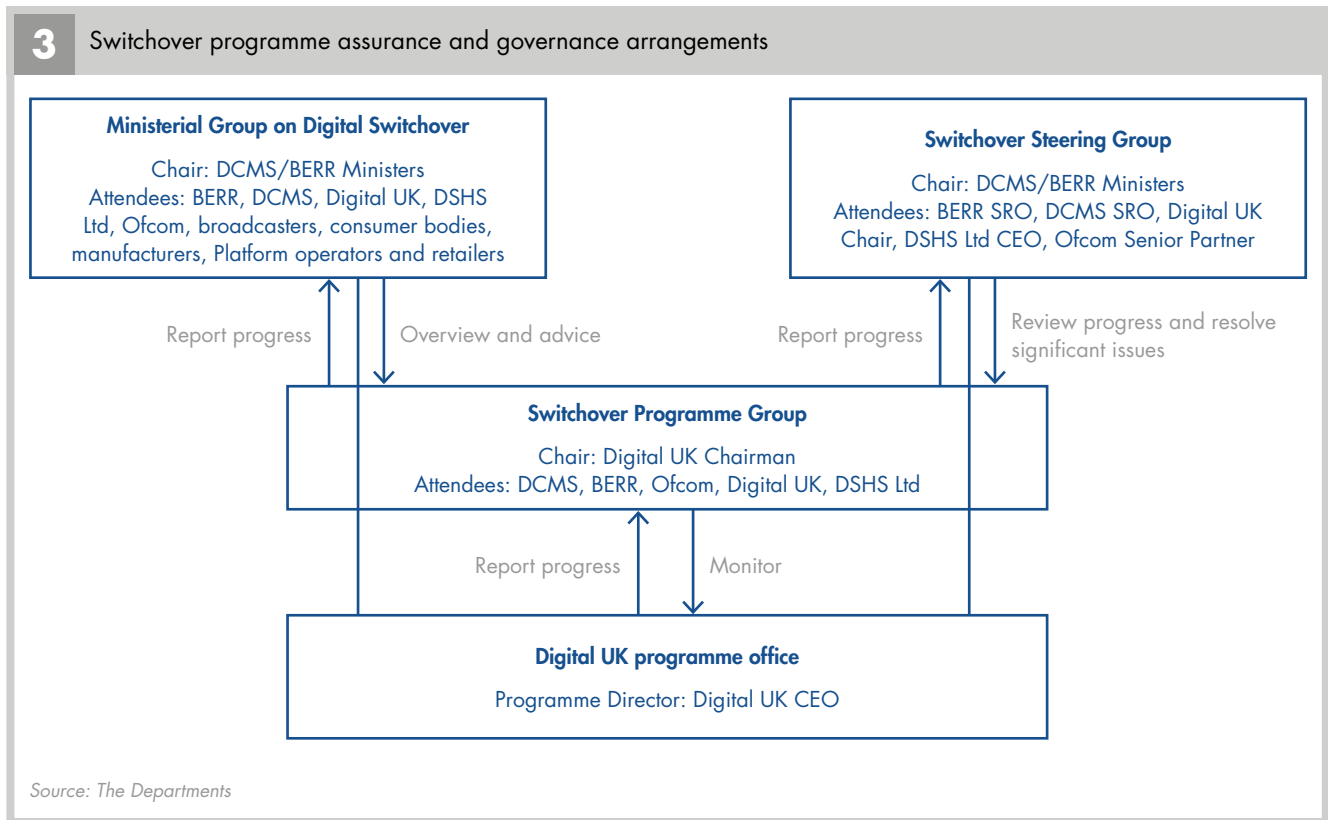 3
Switchover programme assurance and governance arrangements
Ministerial Group on Digital Switchover
Chair: DCMS/BERR Ministers
Attendees: BERR, DCMS, Digital UK, DSHS
Ltd, Ofcom, broadcasters, consumer bodies,
manufacturers, Platform operators and retailers
Switchover Steering Group
Chair: DCMS/BERR Ministers
Attendees: BERR SRO, DCMS SRO, Digital UK
Chair, DSHS Ltd CEO, Ofcom Senior Partner
Report progress
Overview and advice
Report progress
Review progress and resolve
significant issues
Switchover Programme Group
Chair: Digital UK Chairman
Attendees: DCMS, BERR, Ofcom, Digital UK, DSHS Ltd
Report progress
Monitor
Digital UK programme office
Programme Director: Digital UK CEO
Source: The Departments